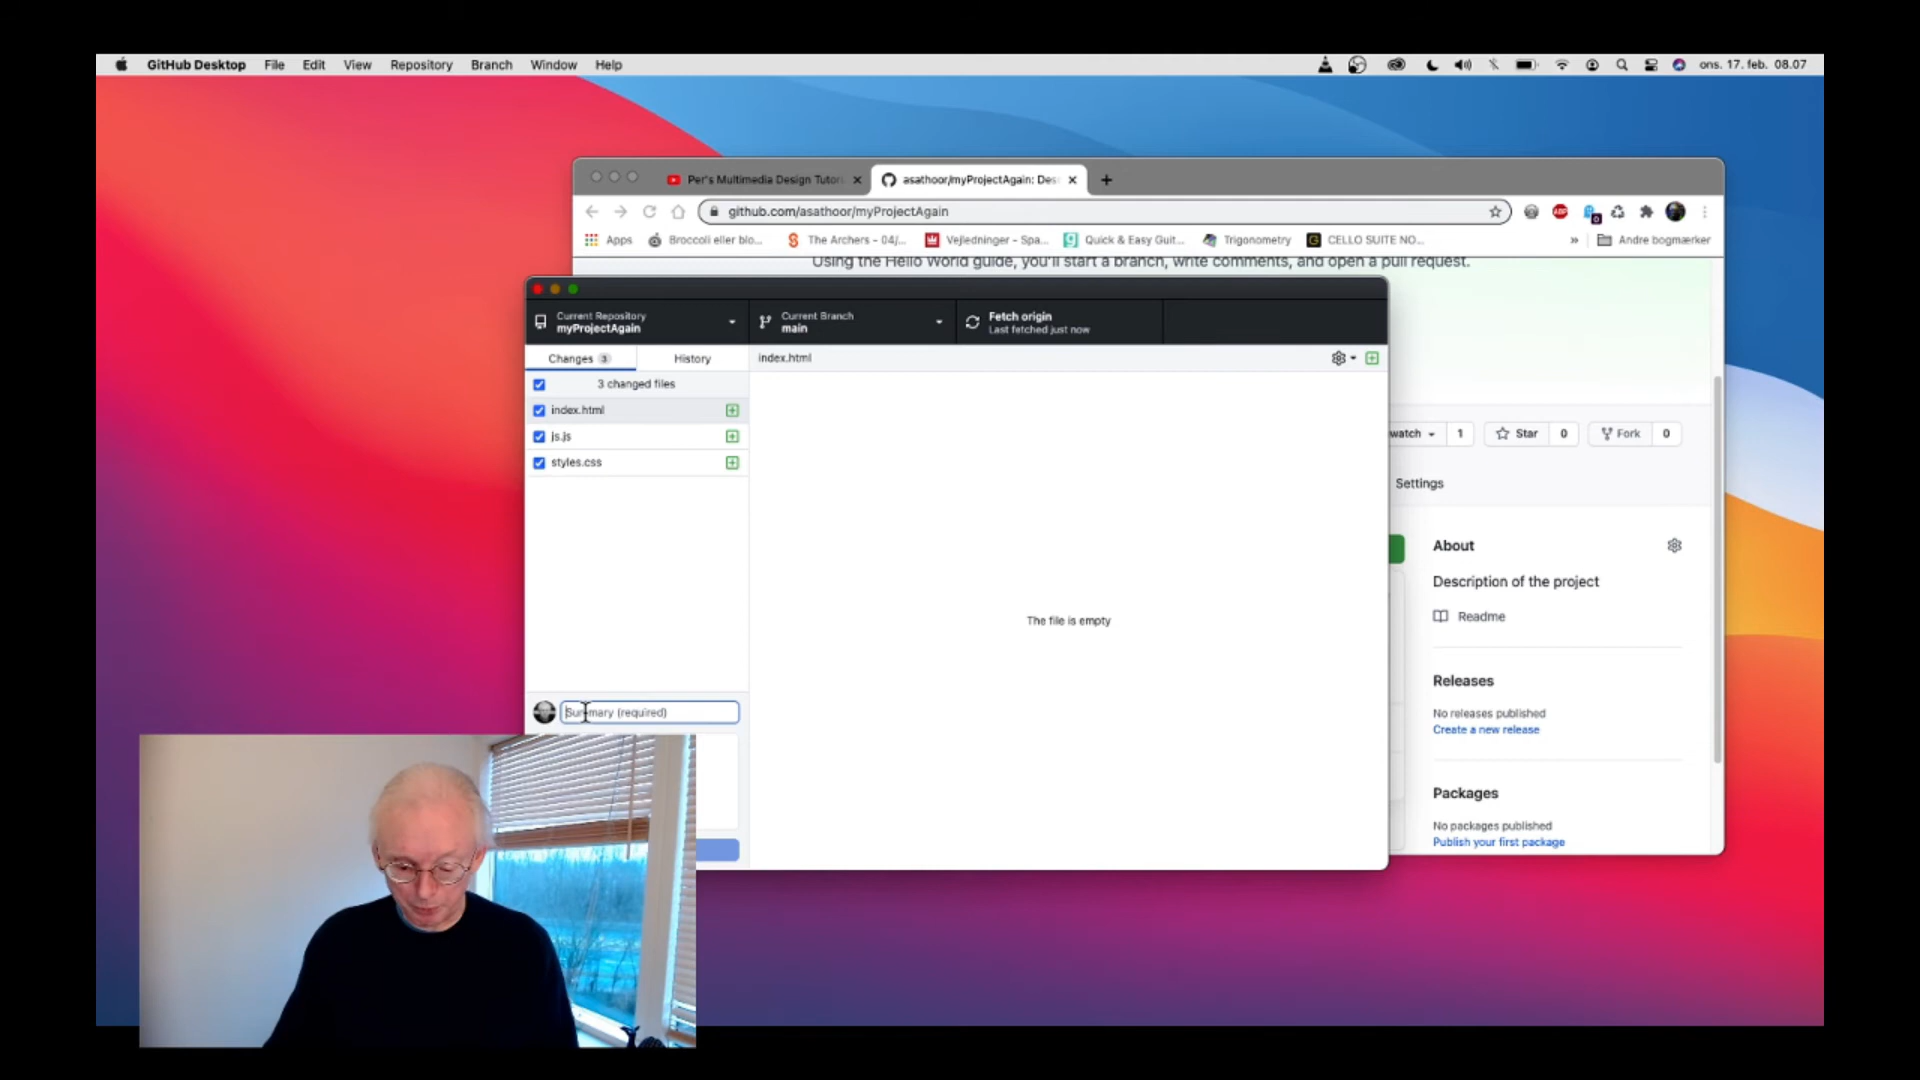 GitHub Desktop File Edit View Repository Branch Window Help
ons. 17. feb. 08.07
Per's Multimedia Design Tutori
asathoor/myProjectAgain: Des
github.com/asathoor/myProjectAgain
ABP
Apps
Broccoli eller blo...
The Archers - 04/...
Vejledninger - Spa...
Quick & Easy Guit...
Trigonometry
CELLO SUITE NO...
» Andre bogmærker
Using the Hello World guide, you'll start a branch, write comments, and open a pull request.
Current Repository
myProjectAgain
Current Branch
main
Fetch origin
Last fetched just now
Changes 3
History
index.html
3 changed files
index.html
js.js
styles.css
The file is empty
Summary (required)
watch 1
Star 0
Fork 0
Settings
About
Description of the project
Readme
Releases
No releases published
Create a new release
Packages
No packages published
Publish your first package